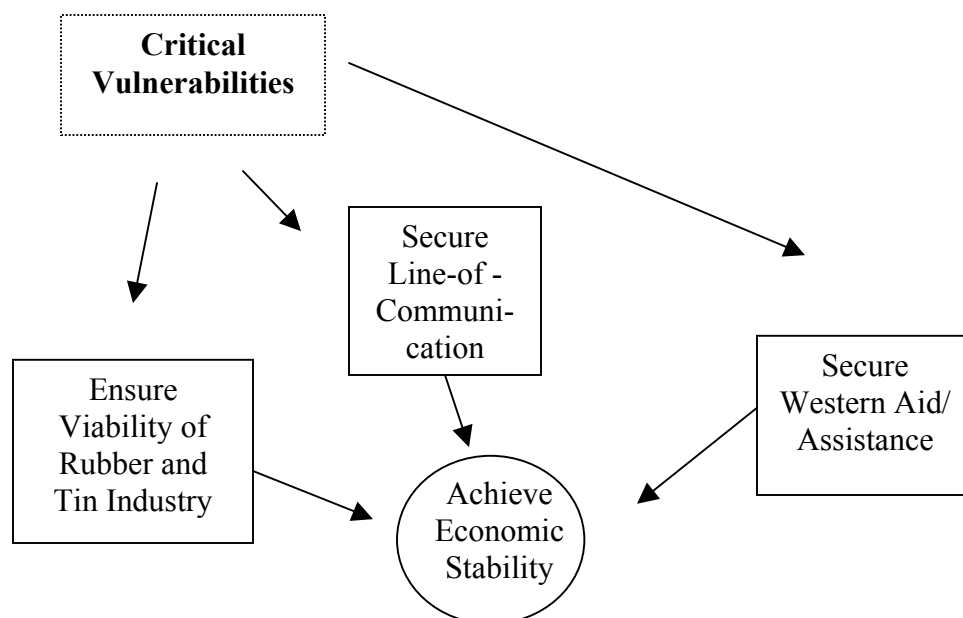 Critical
Vulnerabilities
Secure
Line-of -
Communi-
cation
Ensure
Viability of
Rubber and
Tin Industry
Secure
Western Aid/
Assistance
Achieve
Economic
Stability